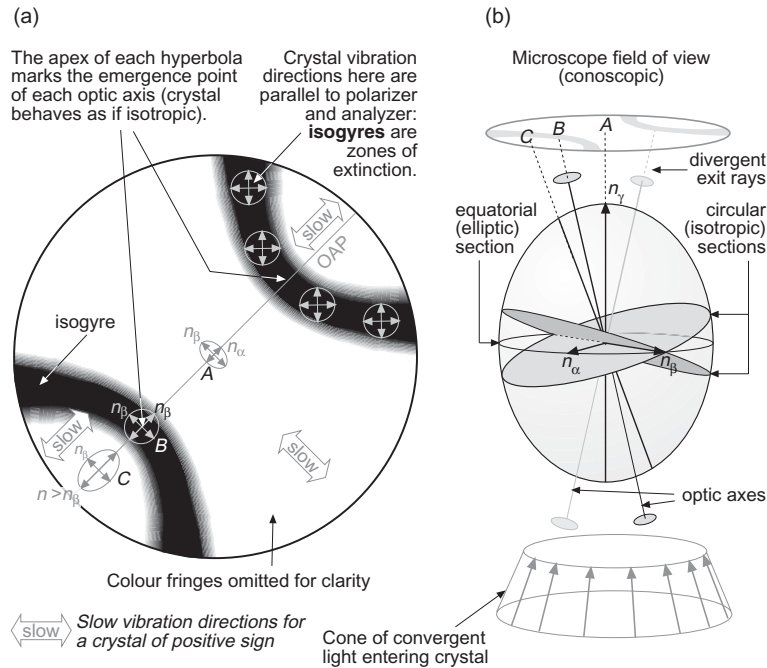 (a)
The apex of each hyperbola
marks the emergence point
of each optic axis (crystal
behaves as if isotropic).
Crystal vibration
directions here are
parallel to polarizer
and analyzer:
isogyres are
zones of
extinction.
slow
OAP
isogyre
nβ
nα
A
nβ
nβ
B
slow
nβ
C
n >nβ
slow
Colour fringes omitted for clarity
slow
Slow vibration directions for
a crystal of positive sign
(b)
Microscope field of view
(conoscopic)
C
B
A
divergent
exit rays
nγ
equatorial
(elliptic)
section
circular
(isotropic)
sections
nα
nβ
optic axes
Cone of convergent
light entering crystal